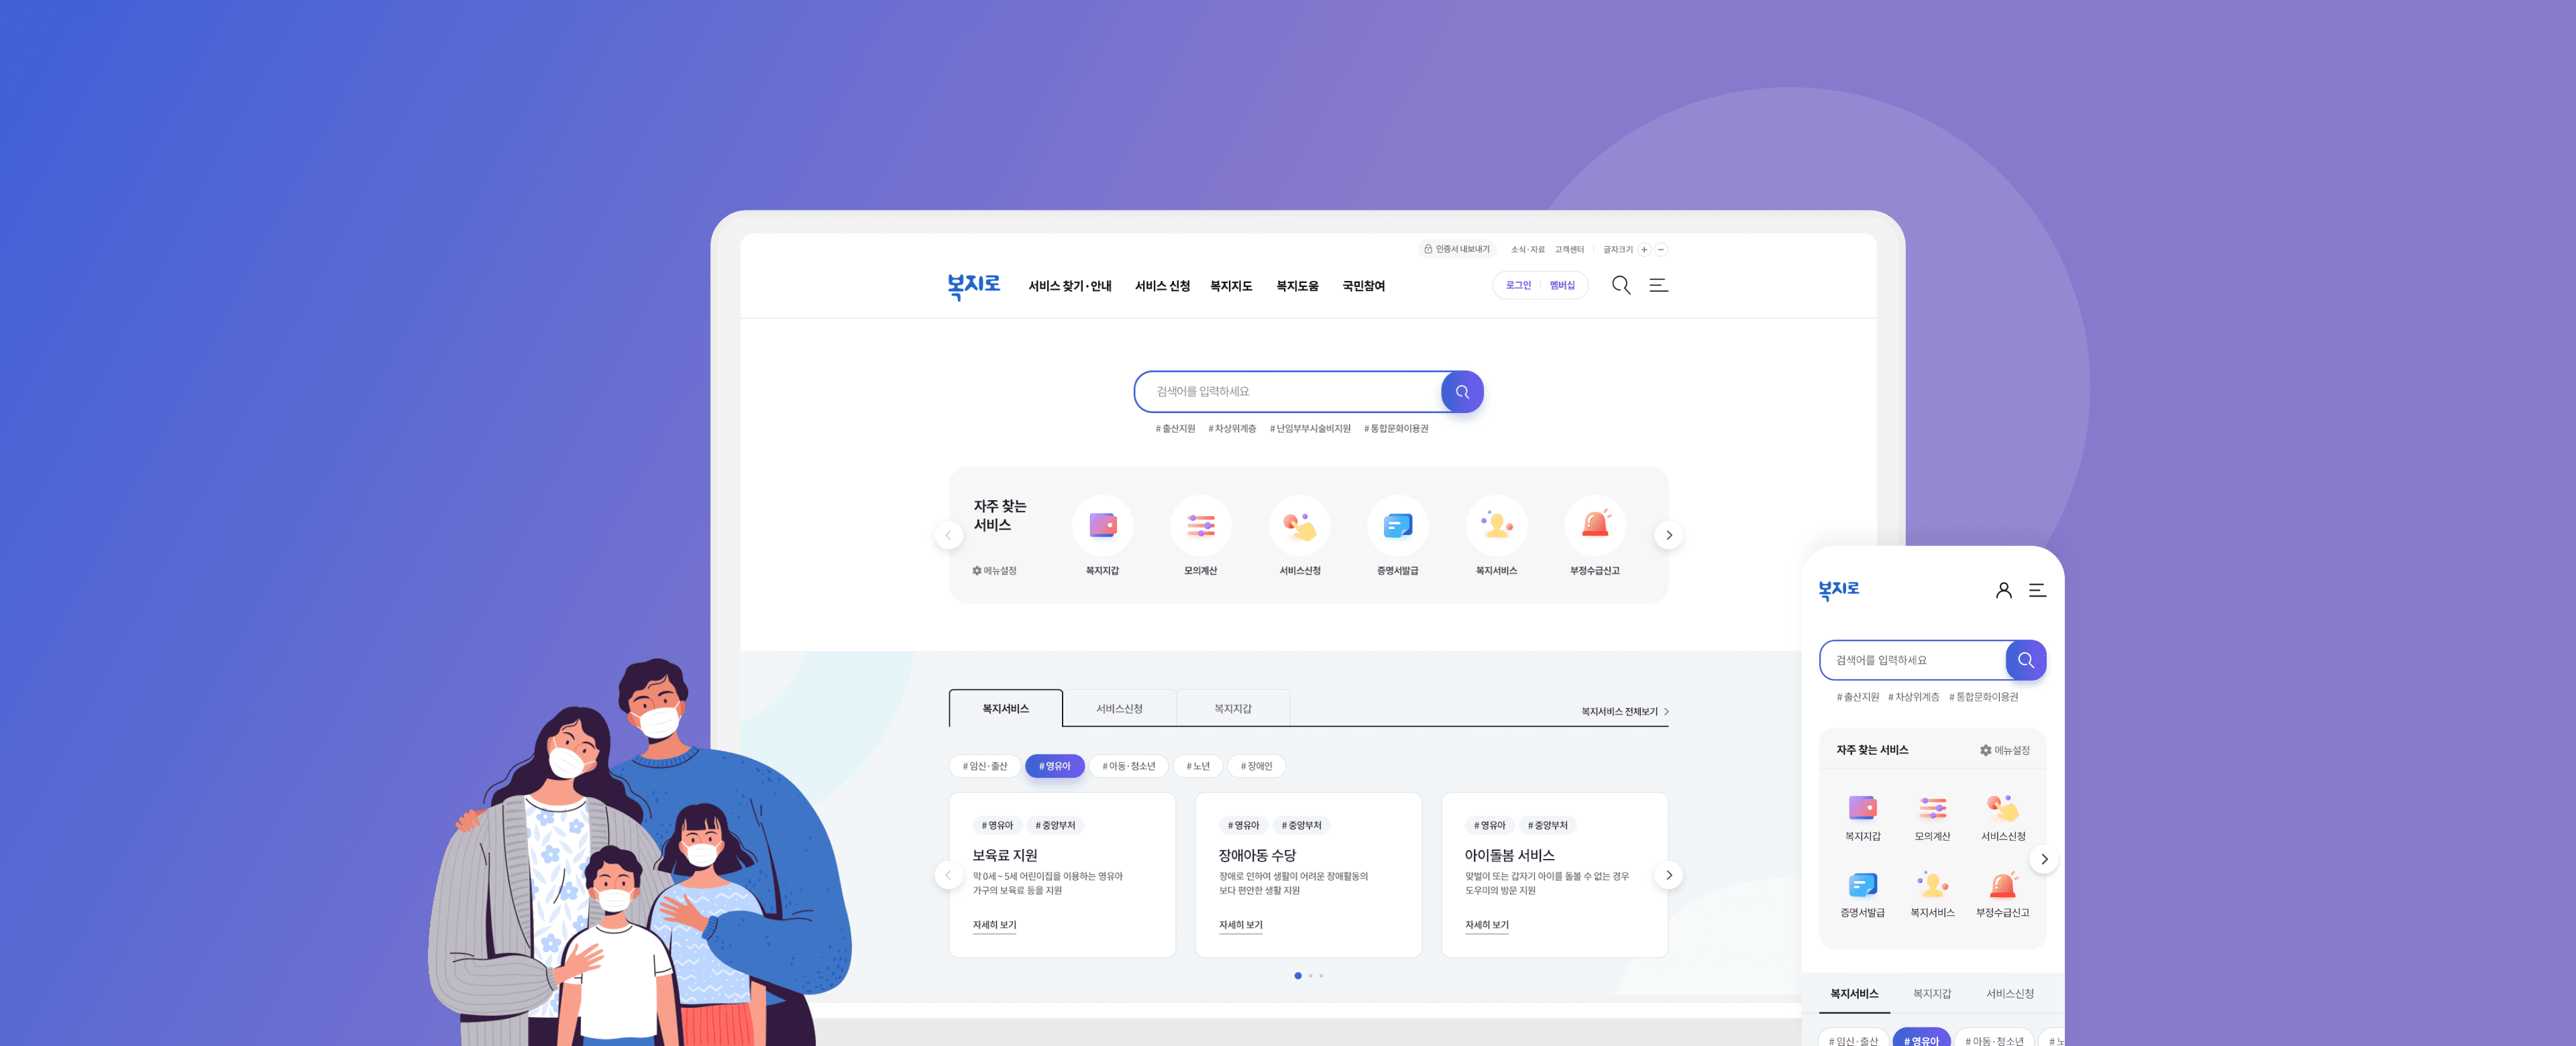 인증서 내보내기 소식·자료 고객센터 글자크기 + -
복지로 서비스 찾기·안내 서비스 신청 복지지도 복지도움 국민참여 로그인 멤버십
검색어를 입력하세요
# 출산지원 # 차상위계층 # 난임부부시술비지원 # 통합문화이용권
자주 찾는
서비스
메뉴설정 복지지갑 모의계산 서비스신청 증명서발급 복지서비스 부정수급신고
복지서비스 서비스신청 복지지갑 복지서비스 전체보기
# 임신·출산 # 영유아 # 아동·청소년 # 노년 # 장애인
# 영유아 # 중앙부처
보육료 지원
막 0세 ~ 5세 어린이집을 이용하는 영유아
가구의 보육료 등을 지원
자세히 보기
# 영유아 # 중앙부처
장애아동 수당
장애로 인하여 생활이 어려운 장애활동의
보다 편안한 생활 지원
자세히 보기
# 영유아 # 중앙부처
아이돌봄 서비스
맞벌이 또는 갑자기 아이를 돌볼 수 없는 경우
도우미의 방문 지원
자세히 보기
복지로
검색어를 입력하세요
# 출산지원 # 차상위계층 # 통합문화이용권
자주 찾는 서비스 메뉴설정
복지지갑 모의계산 서비스신청
증명서발급 복지서비스 부정수급신고
복지서비스 복지지갑 서비스신청
# 임신·출산 # 영유아 # 아동·청소년 # 노